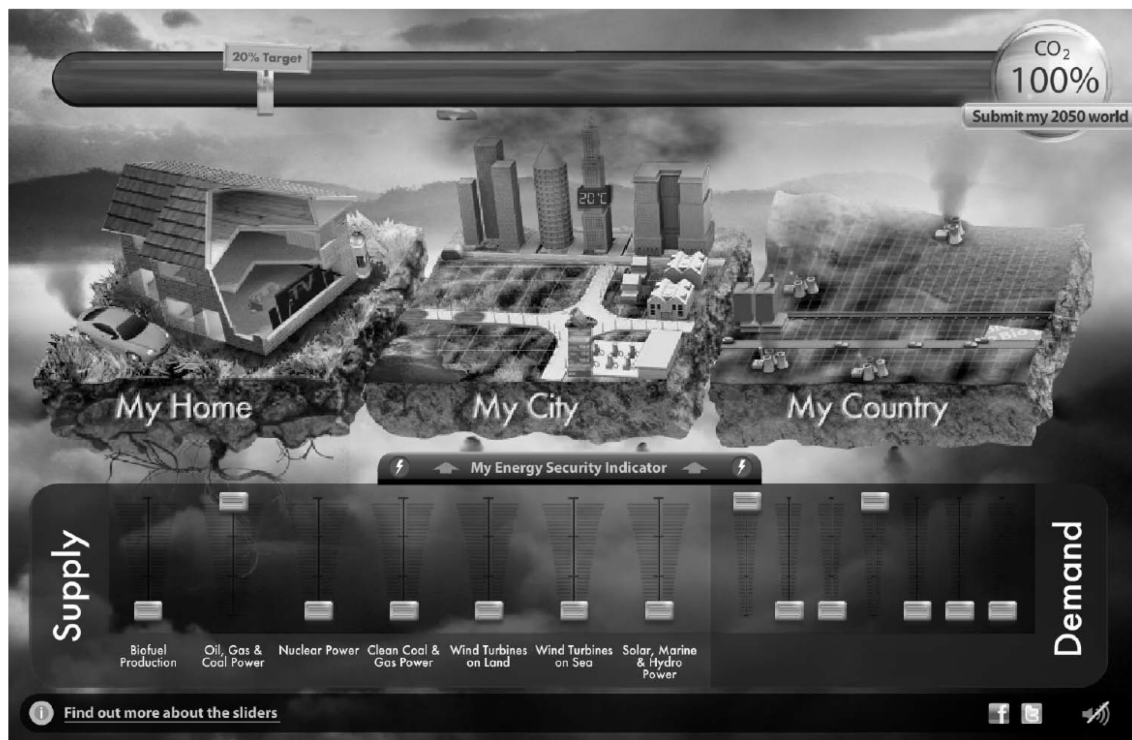 20% Target
CO₂
100%
Submit my 2050 world
20°C
TV
My Home
My City
My Country
My Energy Security Indicator
Supply
Biofuel
Production
Oil, Gas &
Coal Power
Nuclear Power
Clean Coal &
Gas Power
Wind Turbines
on Land
Wind Turbines
on Sea
Solar, Marine
& Hydro
Power
Demand
i
Find out more about the sliders
f
t